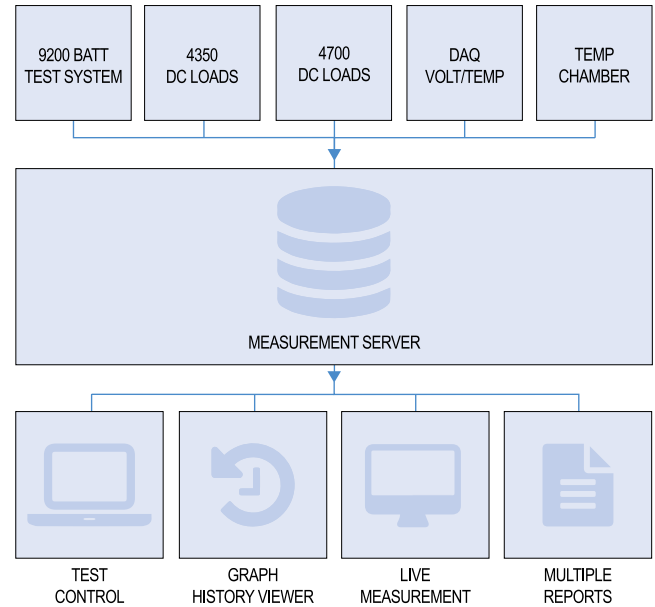 9200 BATT
TEST SYSTEM
4350
DC LOADS
4700
DC LOADS
DAQ
VOLT/TEMP
TEMP
CHAMBER
MEASUREMENT SERVER
TEST
CONTROL
GRAPH
HISTORY VIEWER
LIVE
MEASUREMENT
MULTIPLE
REPORTS